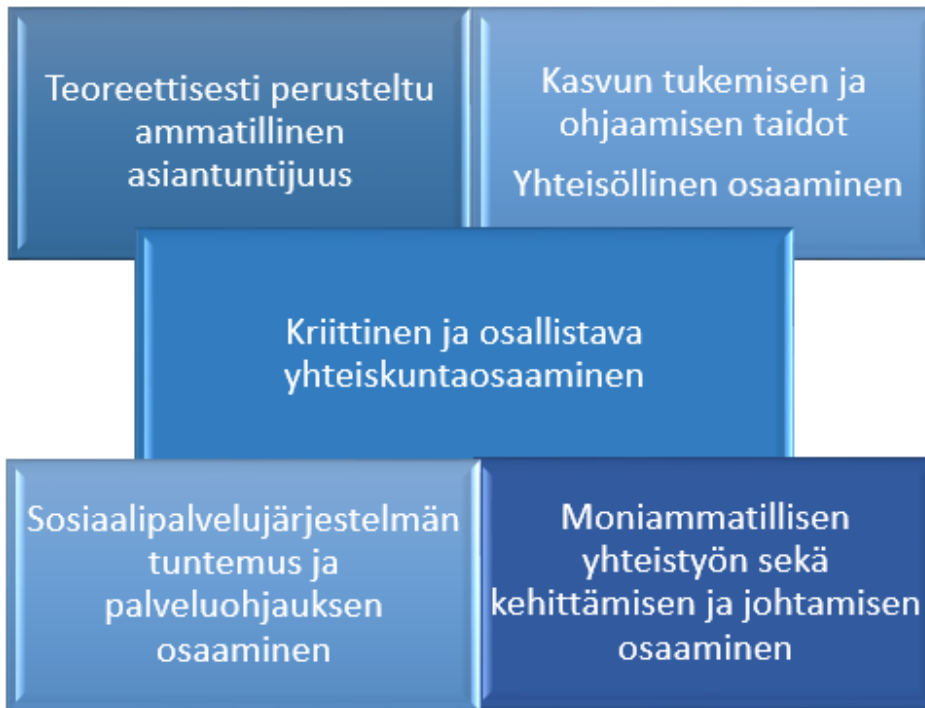 Teoreettisesti perusteltu
ammatillinen
asiantuntijuus
Kasvun tukemisen ja
ohjaamisen taidot
Yhteisöllinen osaaminen
Kriittinen ja osallistava
yhteiskuntaosaaminen
Sosiaalipalvelujärjestelmän
tuntemus ja
palveluohjauksen
osaaminen
Moniammatillisen
yhteistyön sekä
kehittämisen ja johtamisen
osaaminen